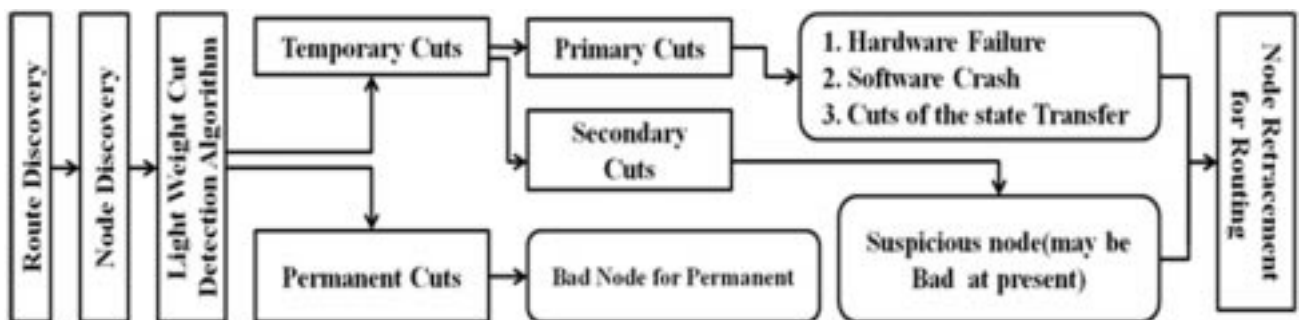 Route Discovery
Node Discovery
Light Weight Cut
Detection Algorithm
Temporary Cuts
Permanent Cuts
Primary Cuts
Secondary
Cuts
Bad Node for Permanent
1. Hardware Failure
2. Software Crash
3. Cuts of the state Transfer
Suspicious node(may be
Bad at present)
Node Retracement
for Routing